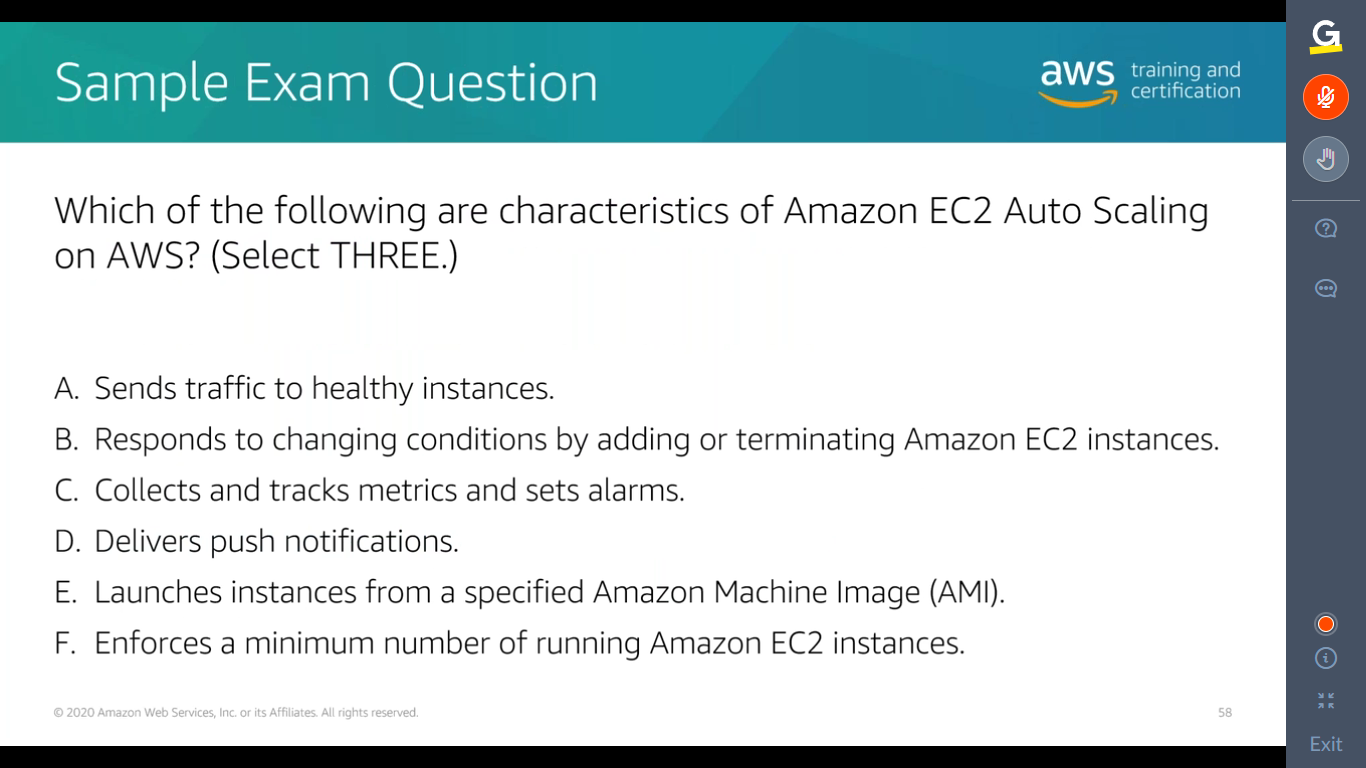 Sample Exam Question
aws training and
certification
Which of the following are characteristics of Amazon EC2 Auto Scaling
on AWS? (Select THREE.)
A. Sends traffic to healthy instances.
B. Responds to changing conditions by adding or terminating Amazon EC2 instances.
C. Collects and tracks metrics and sets alarms.
D. Delivers push notifications.
E. Launches instances from a specified Amazon Machine Image (AMI).
F. Enforces a minimum number of running Amazon EC2 instances.
© 2020 Amazon Web Services, Inc. or its Affiliates. All rights reserved.
58
G
Exit